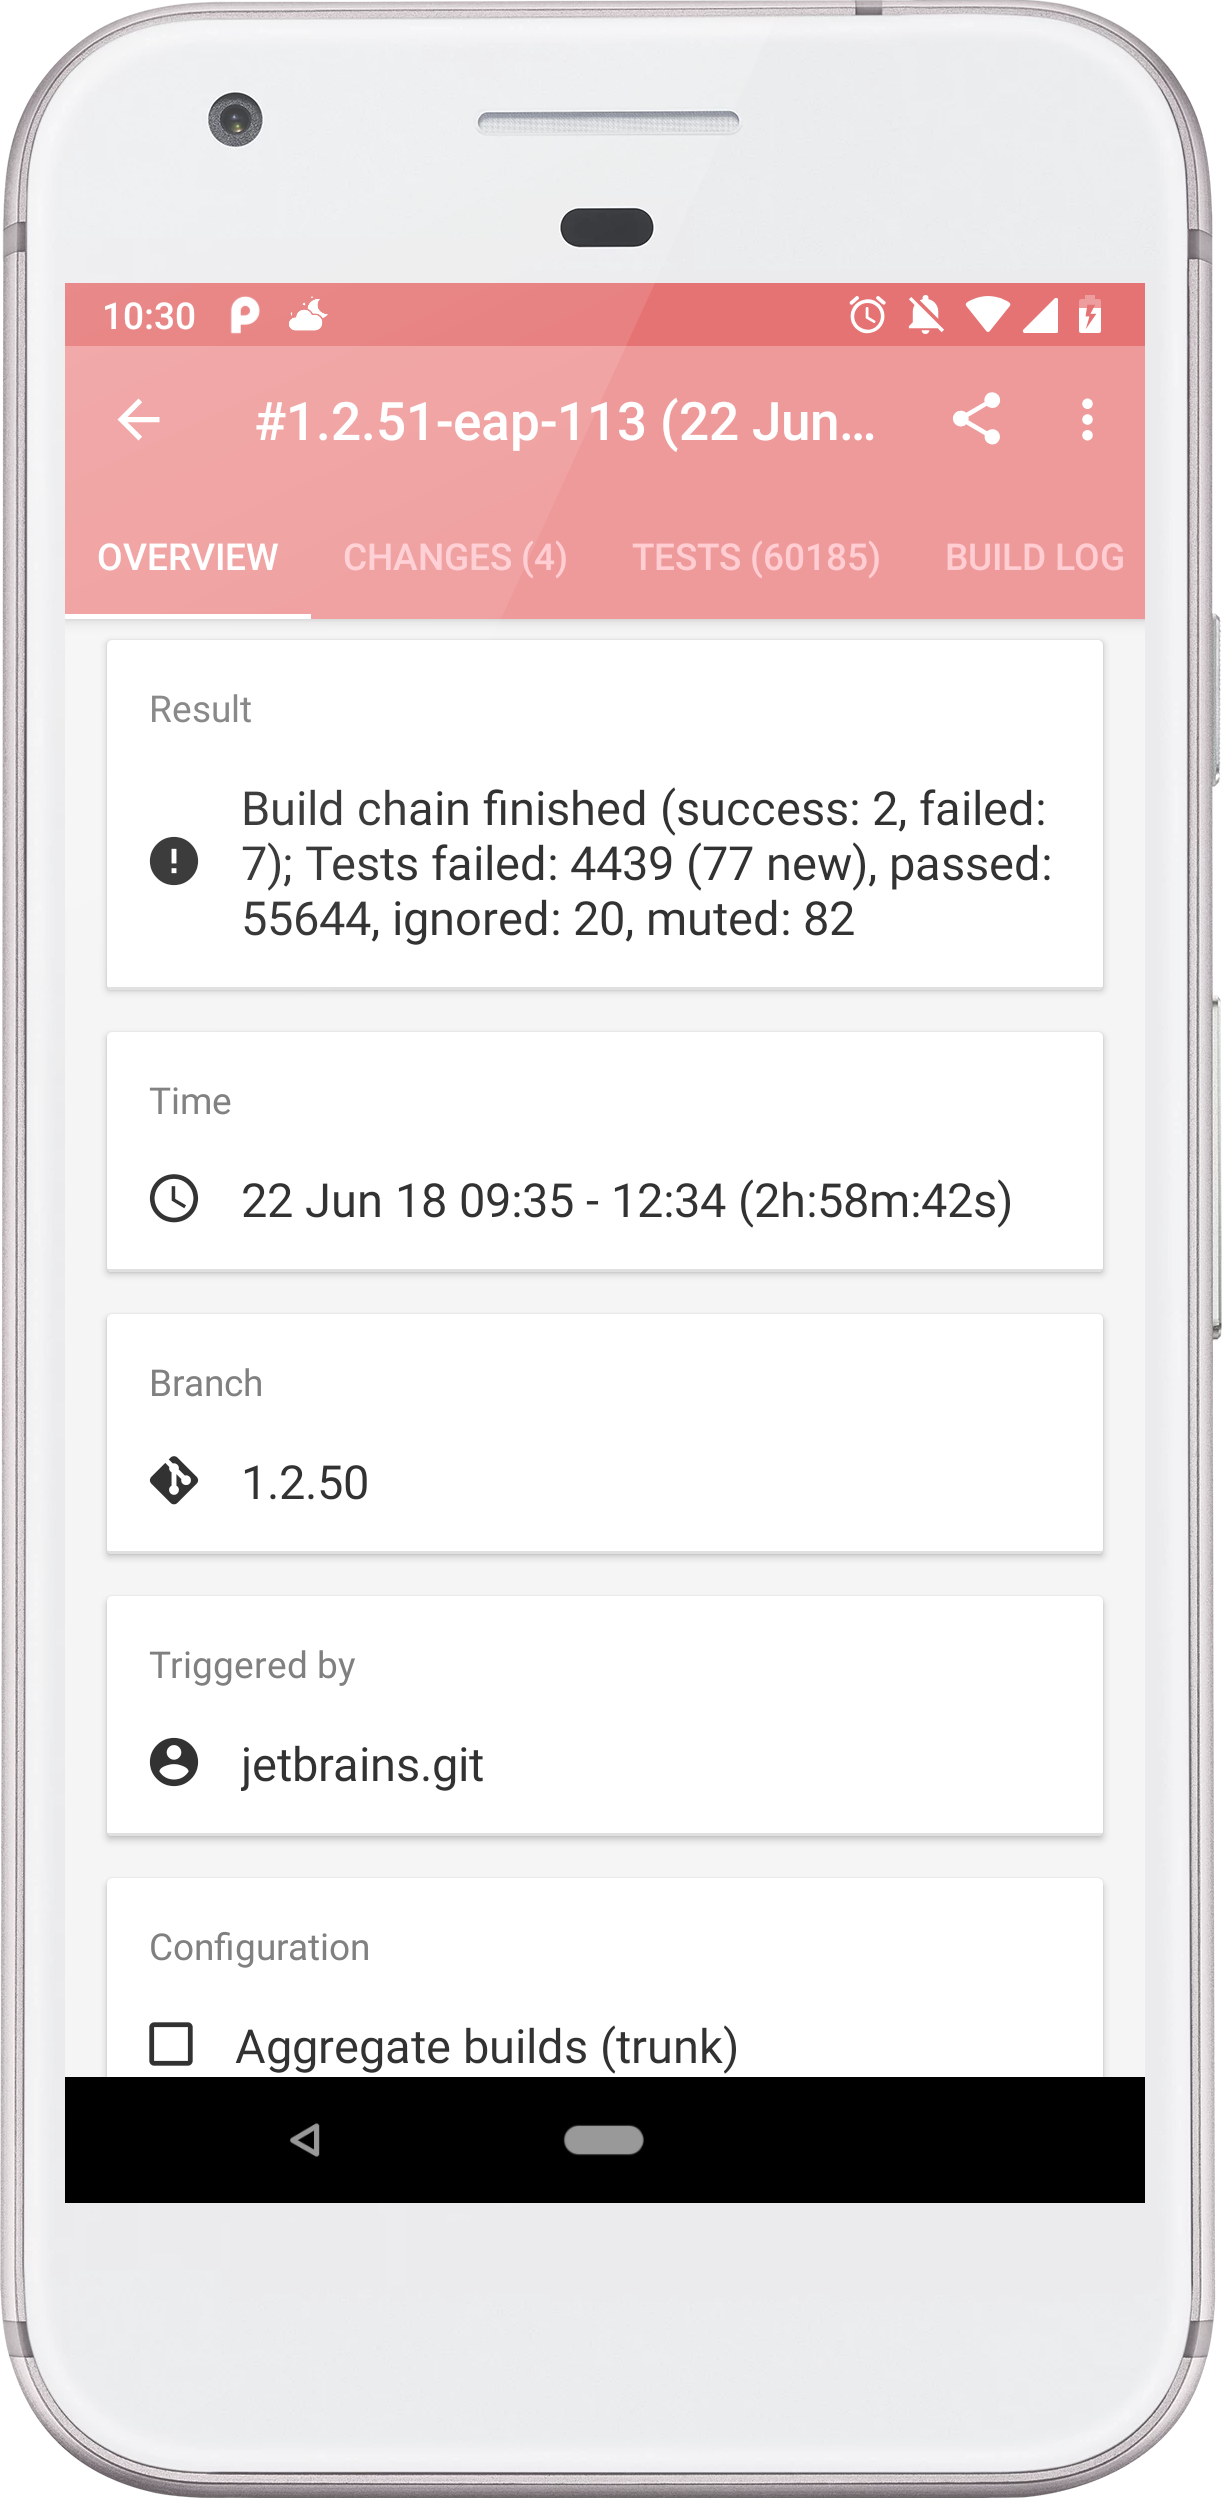 10:30
#1.2.51-eap-113 (22 Jun...
OVERVIEW CHANGES (4) TESTS (60185) BUILD LOG
Result
Build chain finished (success: 2, failed:
7); Tests failed: 4439 (77 new), passed:
55644, ignored: 20, muted: 82
Time
22 Jun 18 09:35 - 12:34 (2h:58m:42s)
Branch
1.2.50
Triggered by
jetbrains.git
Configuration
Aggregate builds (trunk)